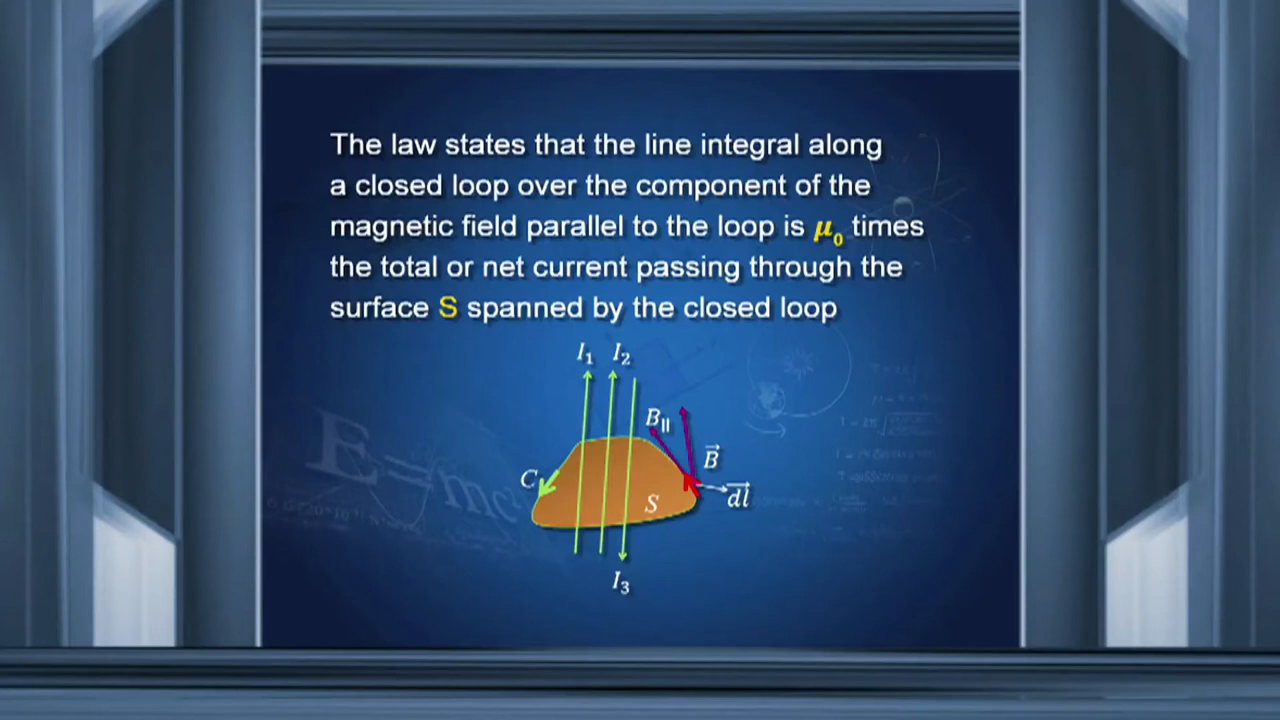 The law states that the line integral along
a closed loop over the component of the
magnetic field parallel to the loop is μ₀ times
the total or net current passing through the
surface S spanned by the closed loop
I₁ I₂
B∥
B⃗
C
S
dl⃗
I₃
E=mc²